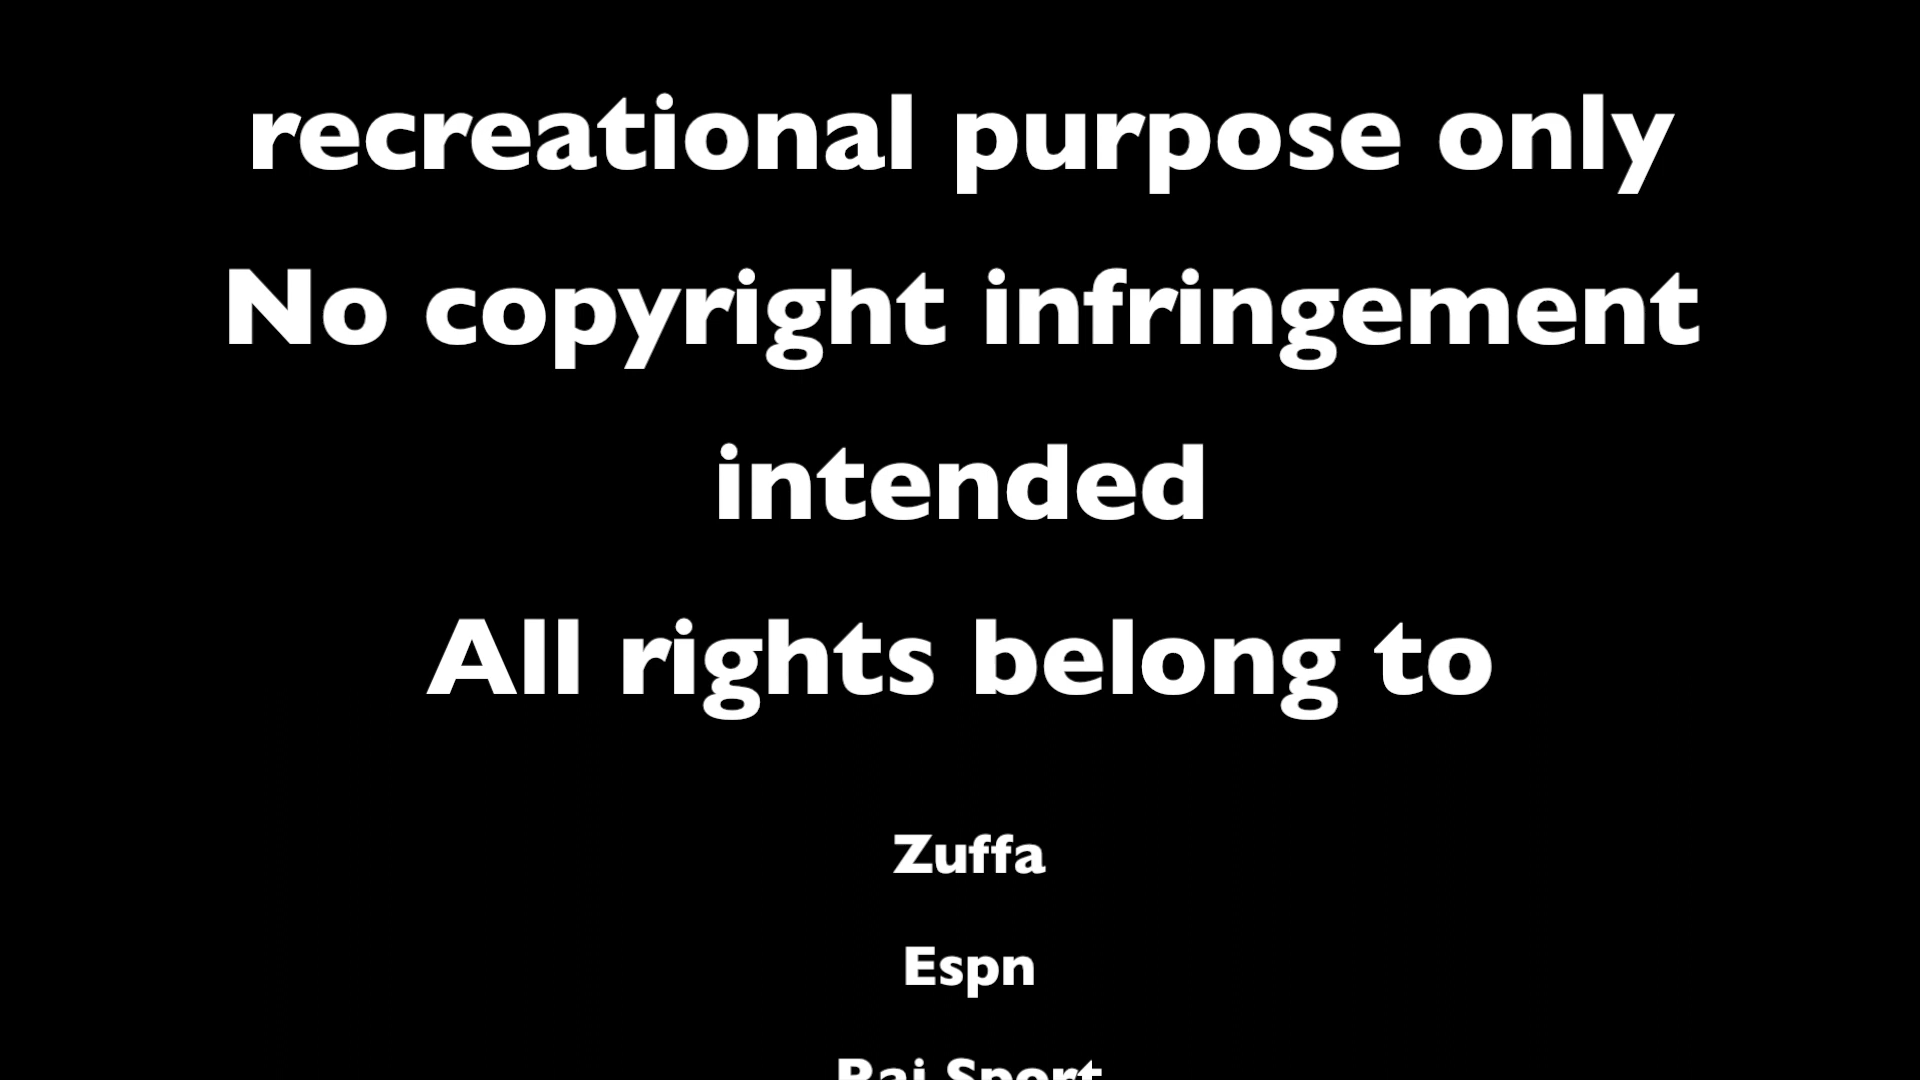 recreational purpose only
No copyright infringement
intended
All rights belong to
Zuffa
Espn
Rai Sport